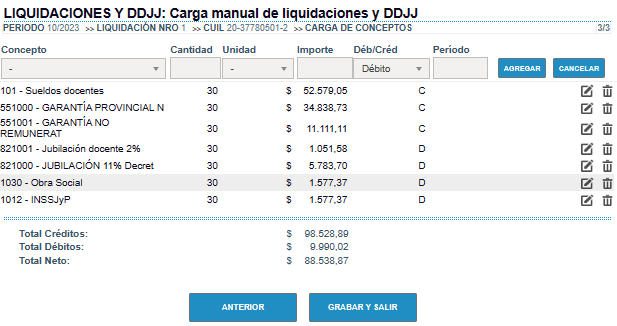 LIQUIDACIONES Y DDJJ: Carga manual de liquidaciones y DDJJ
PERIODO 10/2023 >> LIQUIDACIÓN NRO 1 >> CUIL 20-37780501-2 >> CARGA DE CONCEPTOS 3/3
Concepto Cantidad Unidad Importe Déb/Créd Período
- - Débito AGREGAR CANCELAR
101 - Sueldos docentes 30 $ 52.579,05 C
551000 - GARANTÍA PROVINCIAL N 30 $ 34.838,73 C
551001 - GARANTÍA NO
REMUNERAT 30 $ 11.111,11 C
821001 - Jubilación docente 2% 30 $ 1.051,58 D
821000 - JUBILACIÓN 11% Decret 30 $ 5.783,70 D
1030 - Obra Social 30 $ 1.577,37 D
1012 - INSSJyP 30 $ 1.577,37 D
Total Créditos: $ 98.528,89
Total Débitos: $ 9.990,02
Total Neto: $ 88.538,87
ANTERIOR GRABAR Y SALIR